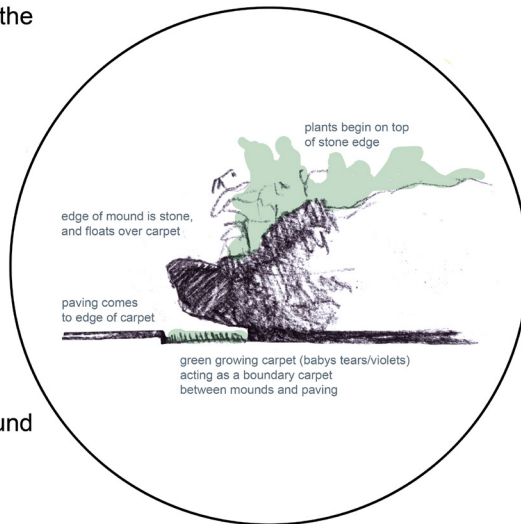 the
plants begin on top
of stone edge
edge of mound is stone,
and floats over carpet
paving comes
to edge of carpet
green growing carpet (babys tears/violets)
acting as a boundary carpet
between mounds and paving
und